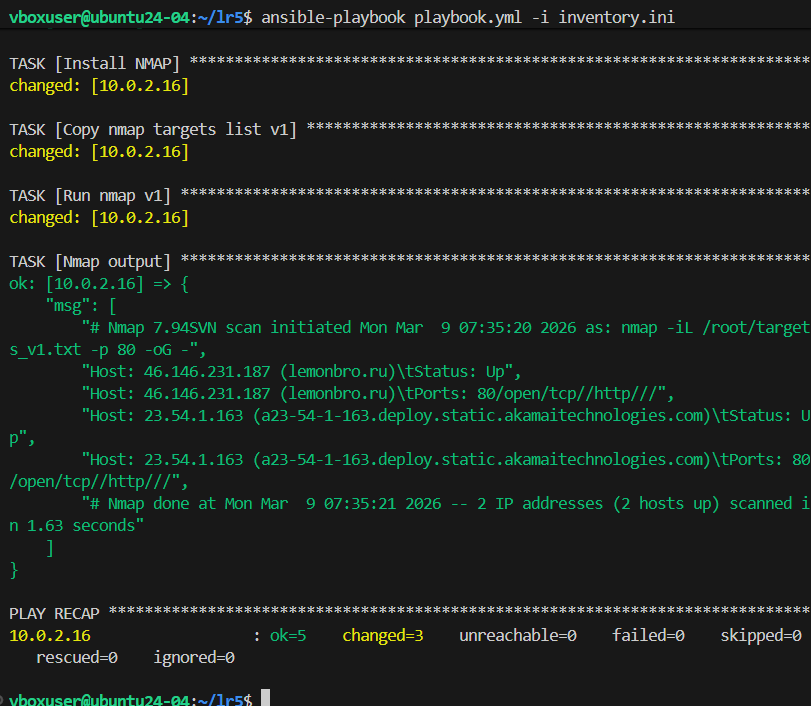 vboxuser@ubuntu24-04:~/lr5$ ansible-playbook playbook.yml -i inventory.ini
TASK [Install NMAP] *********************************************************************
changed: [10.0.2.16]
TASK [Copy nmap targets list v1] ********************************************************
changed: [10.0.2.16]
TASK [Run nmap v1] **********************************************************************
changed: [10.0.2.16]
TASK [Nmap output] **********************************************************************
ok: [10.0.2.16] => {
    "msg": [
        "# Nmap 7.94SVN scan initiated Mon Mar  9 07:35:20 2026 as: nmap -iL /root/target
s_v1.txt -p 80 -oG -",
        "Host: 46.146.231.187 (lemonbro.ru)\tStatus: Up",
        "Host: 46.146.231.187 (lemonbro.ru)\tPorts: 80/open/tcp//http///",
        "Host: 23.54.1.163 (a23-54-1-163.deploy.static.akamaitechnologies.com)\tStatus: U
p",
        "Host: 23.54.1.163 (a23-54-1-163.deploy.static.akamaitechnologies.com)\tPorts: 80
/open/tcp//http///",
        "# Nmap done at Mon Mar  9 07:35:21 2026 -- 2 IP addresses (2 hosts up) scanned i
n 1.63 seconds"
    ]
}
PLAY RECAP ******************************************************************************
10.0.2.16                  : ok=5    changed=3    unreachable=0    failed=0    skipped=0
   rescued=0    ignored=0
vboxuser@ubuntu24-04:~/lr5$